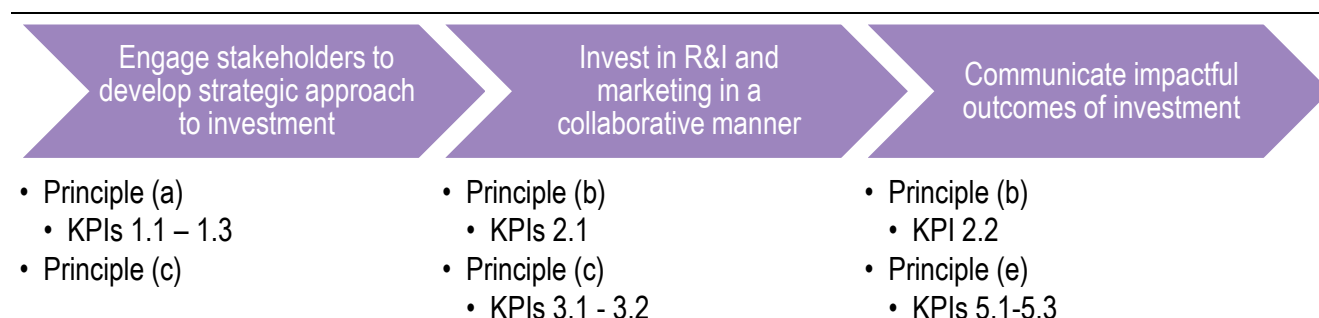 Engage stakeholders to
develop strategic approach
to investment
Invest in R&I and
marketing in a
collaborative manner
Communicate impactful
outcomes of investment
• Principle (a)
• KPIs 1.1 – 1.3
• Principle (c)
• Principle (b)
• KPIs 2.1
• Principle (c)
• KPIs 3.1 - 3.2
• Principle (b)
• KPI 2.2
• Principle (e)
• KPIs 5.1-5.3